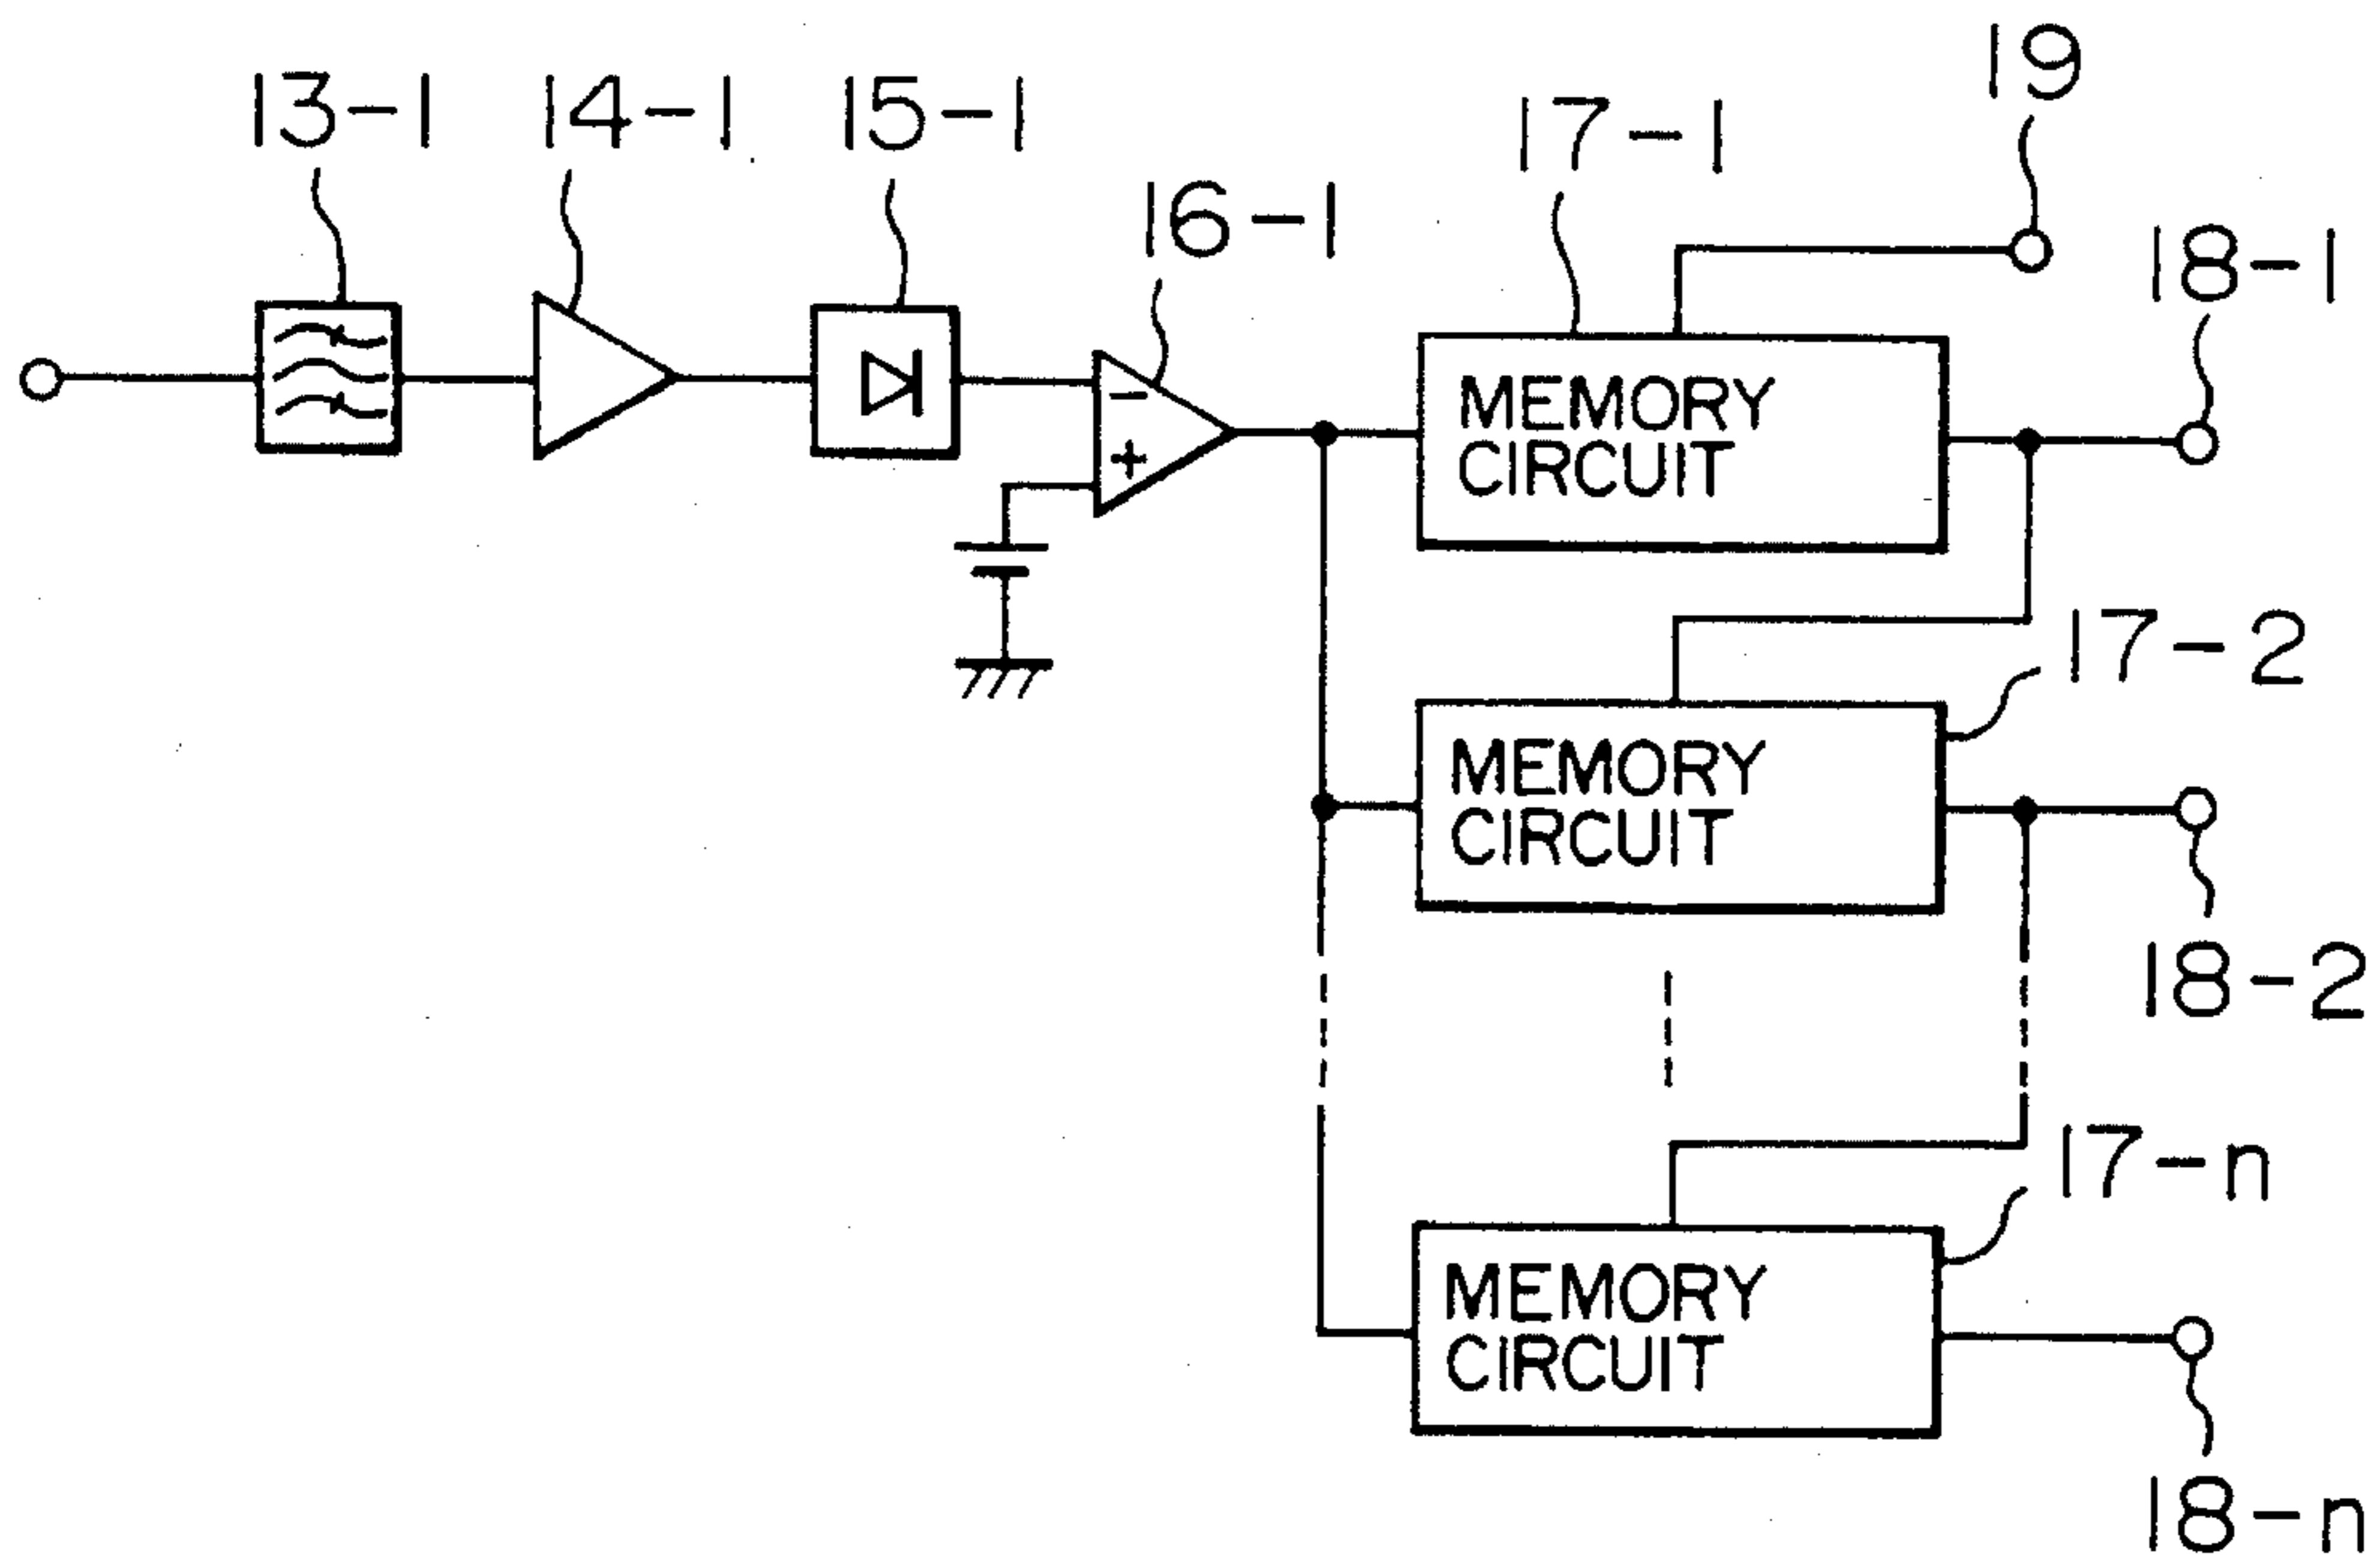 19
13-1
14-1
15-1
17-1
16-1
18-1
MEMORY
CIRCUIT
-
+
17-2
MEMORY
CIRCUIT
18-2
17-n
MEMORY
CIRCUIT
18-n